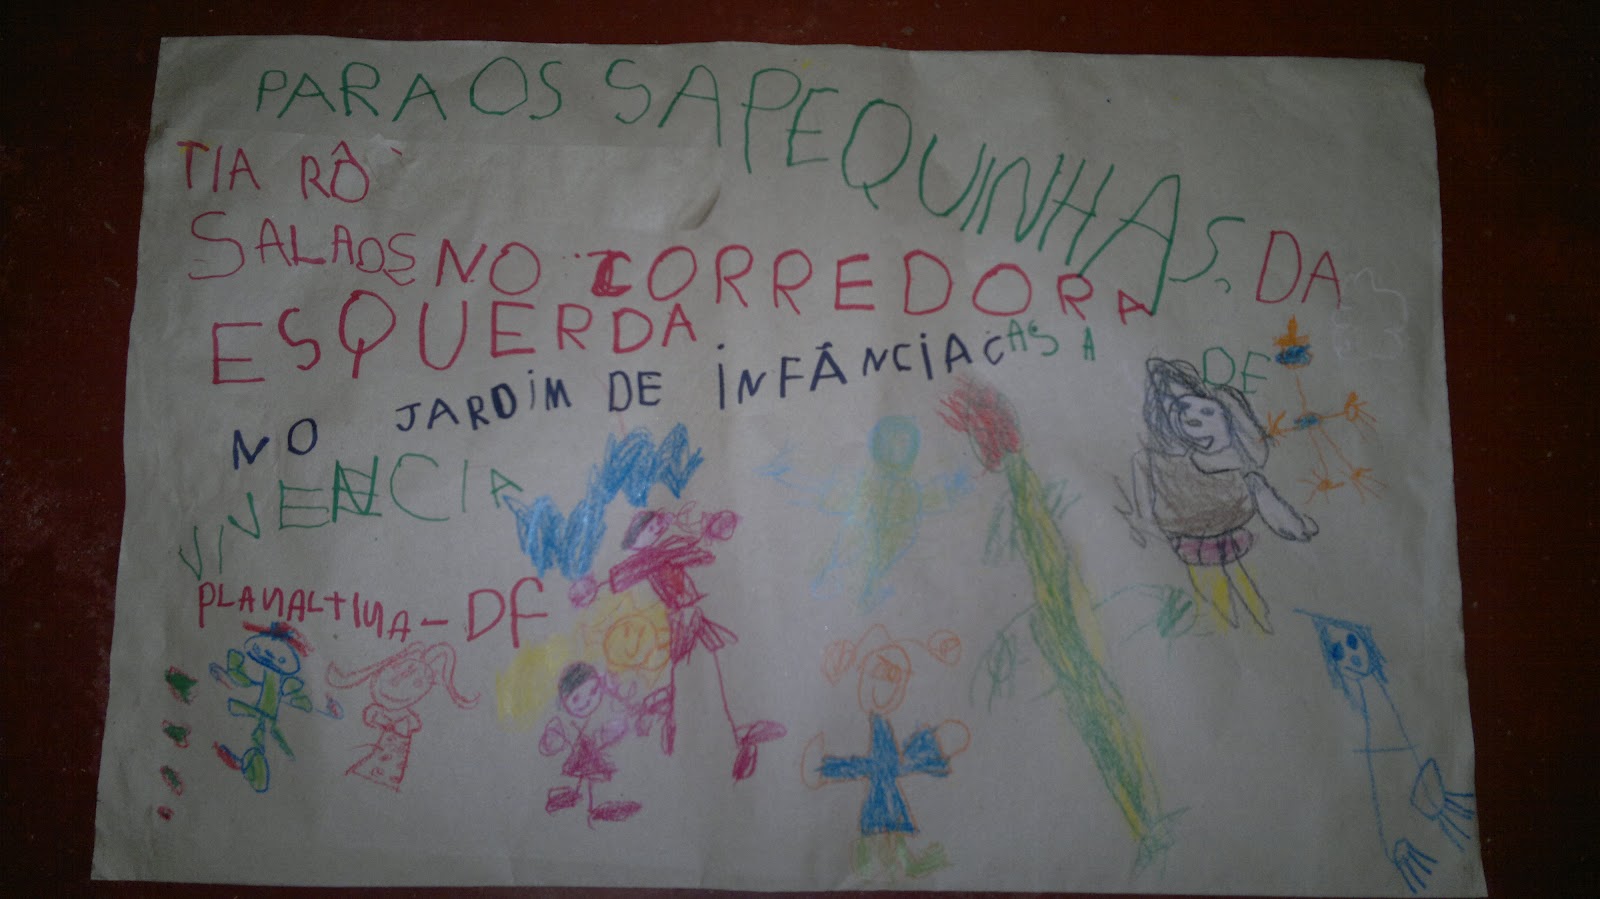 PARA OS SAPEQUINHAS, DA
TIA RÔ
SALA 05 NO CORREDOR A
ESQUERDA
NO JARDIM DE INFÂNCIA CASA DE
VIVENCIA
PLANALTINA-DF